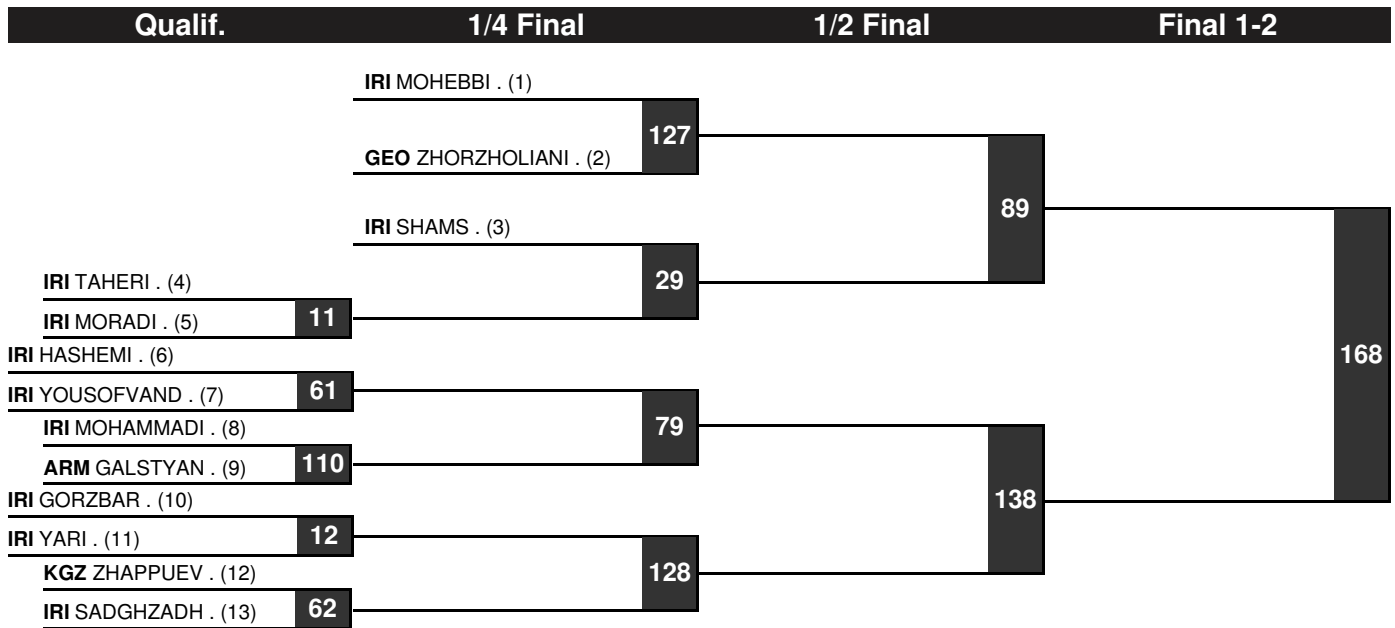 Qualif. 1/4 Final 1/2 Final Final 1-2
IRI MOHEBBI . (1)
127
GEO ZHORZHOLIANI . (2)
89
IRI SHAMS . (3)
29
IRI TAHERI . (4)
IRI MORADI . (5) 11
IRI HASHEMI . (6)
168
IRI YOUSOFVAND . (7) 61
IRI MOHAMMADI . (8) 79
ARM GALSTYAN . (9) 110
IRI GORZBAR . (10) 138
IRI YARI . (11) 12
KGZ ZHAPPUEV . (12) 128
IRI SADGHZADH . (13) 62